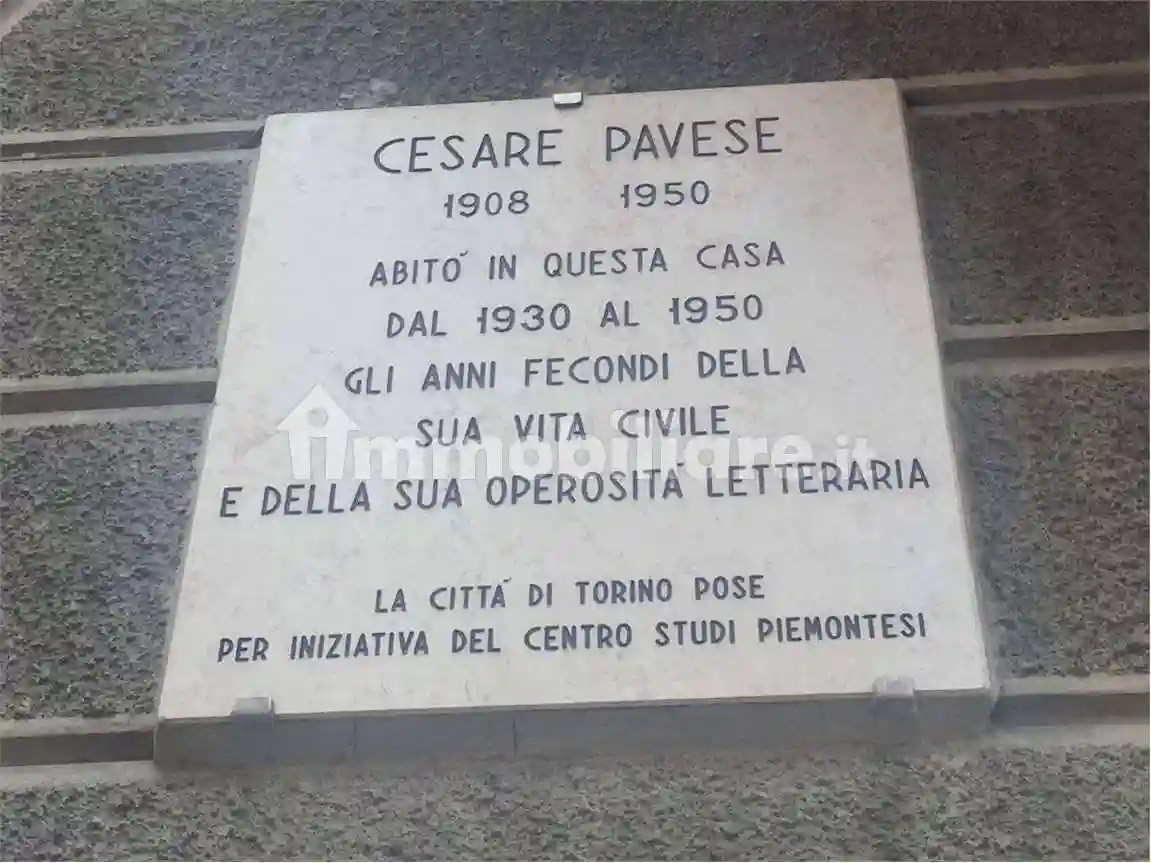 CESARE PAVESE
1908 1950
ABITÒ IN QUESTA CASA
DAL 1930 AL 1950
GLI ANNI FECONDI DELLA
SUA VITA CIVILE
immobiliare.it
E DELLA SUA OPEROSITÀ LETTERARIA
LA CITTÀ DI TORINO POSE
PER INIZIATIVA DEL CENTRO STUDI PIEMONTESI